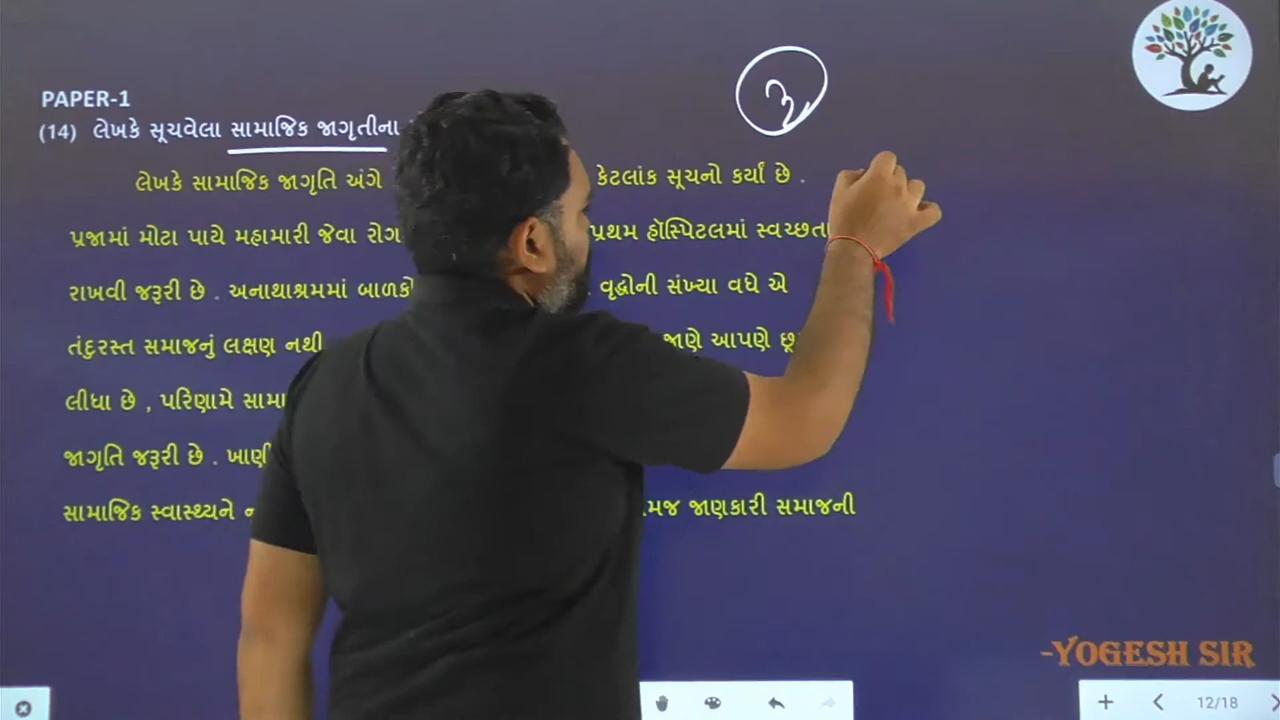 PAPER-1
(14) લેખકે સૂચવેલા સામાજિક જાગૃતીના
૩
લેખકે સામાજિક જાગૃતિ અંગે કેટલાંક સૂચનો કર્યાં છે .
પ્રજામાં મોટા પાયે મહામારી જેવા રોગ પ્રથમ હૉસ્પિટલમાં સ્વચ્છતા
રાખવી જરૂરી છે . અનાથાશ્રમમાં બાળકો . વૃદ્ધોની સંખ્યા વધે એ
તંદુરસ્ત સમાજનું લક્ષણ નથી જાણે આપણે
લીધા છે , પરિણામે
જાગૃતિ જરૂરી છે .
સામાજિક સ્વાસ્થ્યને જાણકારી સમાજની
-YOGESH SIR
12/18